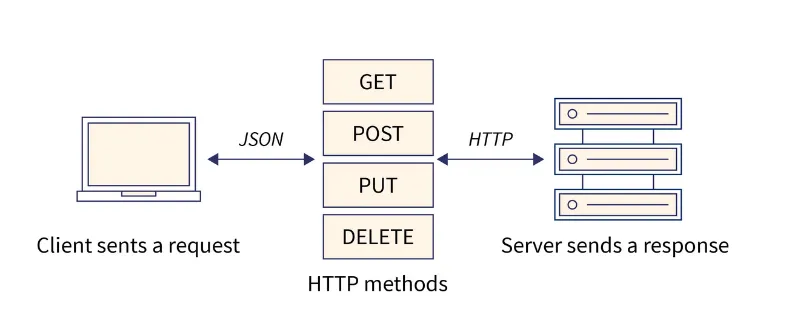 GET
JSON
POST
HTTP
PUT
DELETE
Client sents a request
Server sends a response
HTTP methods